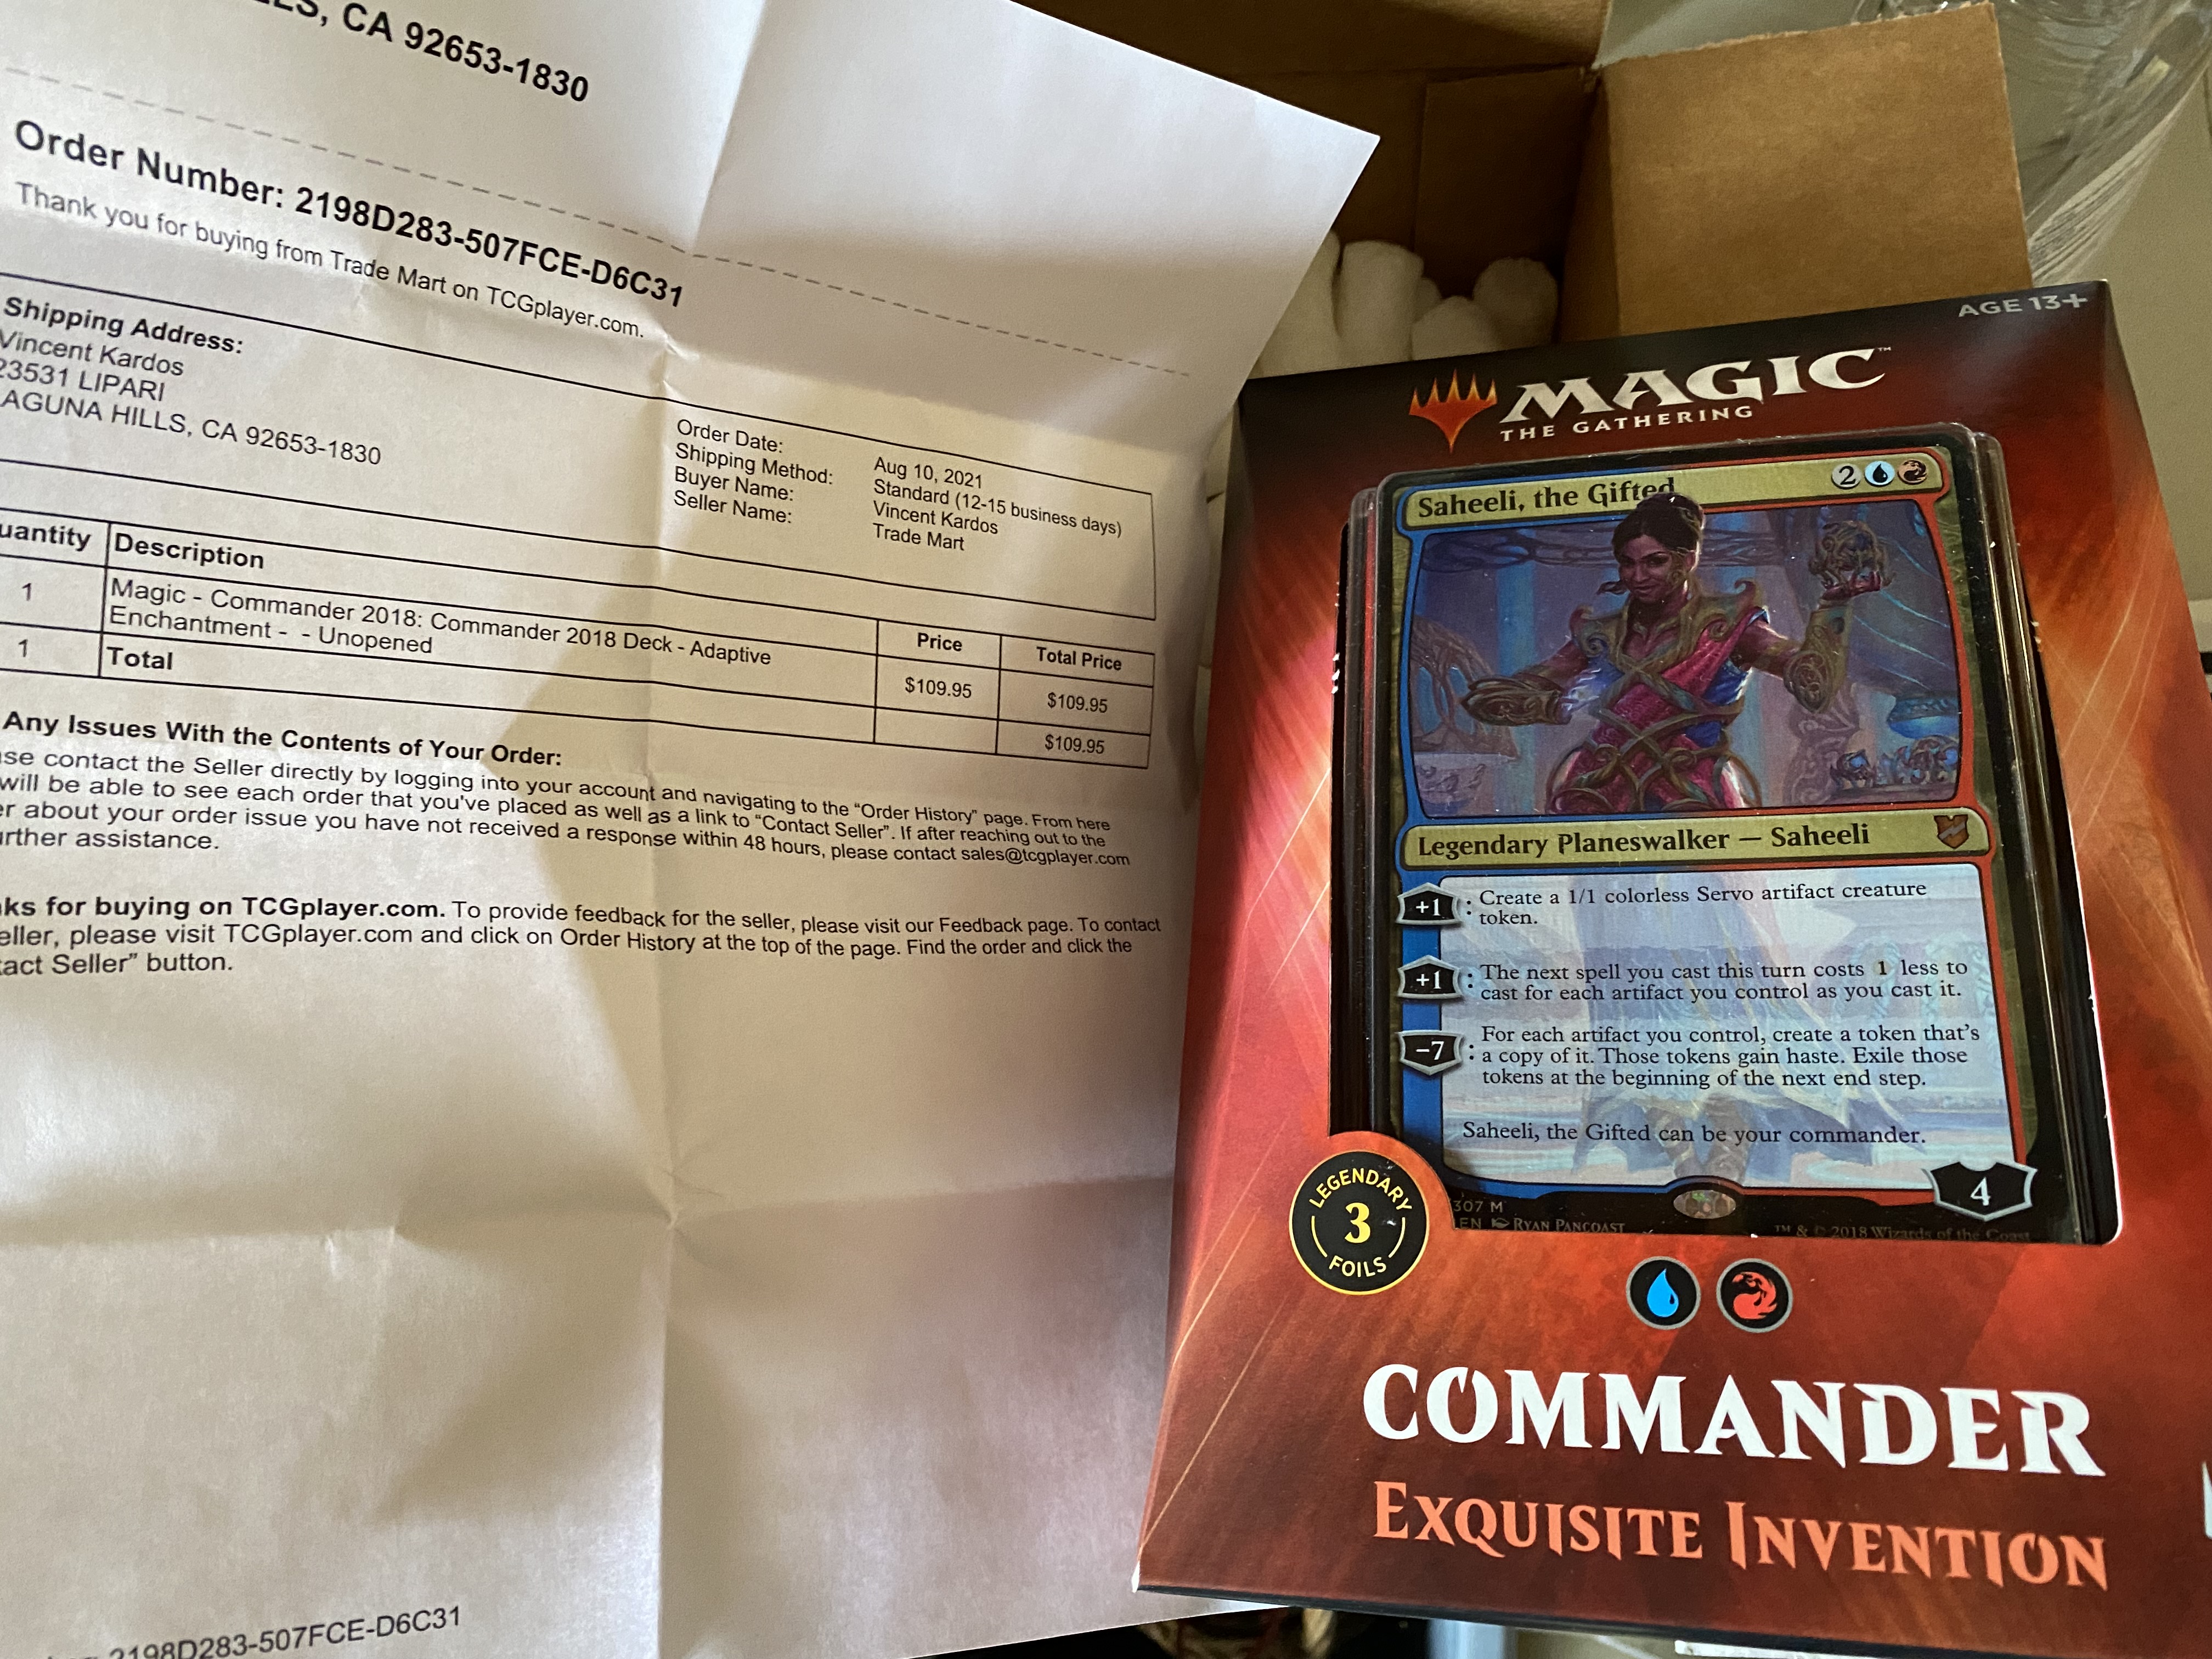 LLS, CA 92653-1830
Order Number: 2198D283-507FCE-D6C31
Thank you for buying from Trade Mart on TCGplayer.com.
Shipping Address:
Vincent Kardos
23531 LIPARI
AGUNA HILLS, CA 92653-1830
Order Date: Aug 10, 2021
Shipping Method: Standard (12-15 business days)
Buyer Name: Vincent Kardos
Seller Name: Trade Mart
uantity Description Price Total Price
1 Magic - Commander 2018: Commander 2018 Deck - Adaptive
Enchantment - - Unopened $109.95 $109.95
1 Total $109.95
Any Issues With the Contents of Your Order:
se contact the Seller directly by logging into your account and navigating to the "Order History" page. From here
will be able to see each order that you've placed as well as a link to "Contact Seller". If after reaching out to the
er about your order issue you have not received a response within 48 hours, please contact sales@tcgplayer.com
urther assistance.
ks for buying on TCGplayer.com. To provide feedback for the seller, please visit our Feedback page. To contact
eller, please visit TCGplayer.com and click on Order History at the top of the page. Find the order and click the
tact Seller" button.
2198D283-507FCE-D6C31
AGE 13+
MAGIC™
THE GATHERING
Saheeli, the Gifted 2
Legendary Planeswalker — Saheeli
+1: Create a 1/1 colorless Servo artifact creature
token.
+1: The next spell you cast this turn costs 1 less to
cast for each artifact you control as you cast it.
−7: For each artifact you control, create a token that's
a copy of it. Those tokens gain haste. Exile those
tokens at the beginning of the next end step.
Saheeli, the Gifted can be your commander.
4
307 M
EN RYAN PANCOAST
™ & © 2018 Wizards of the Coast
LEGENDARY
3
FOILS
COMMANDER
EXQUISITE INVENTION